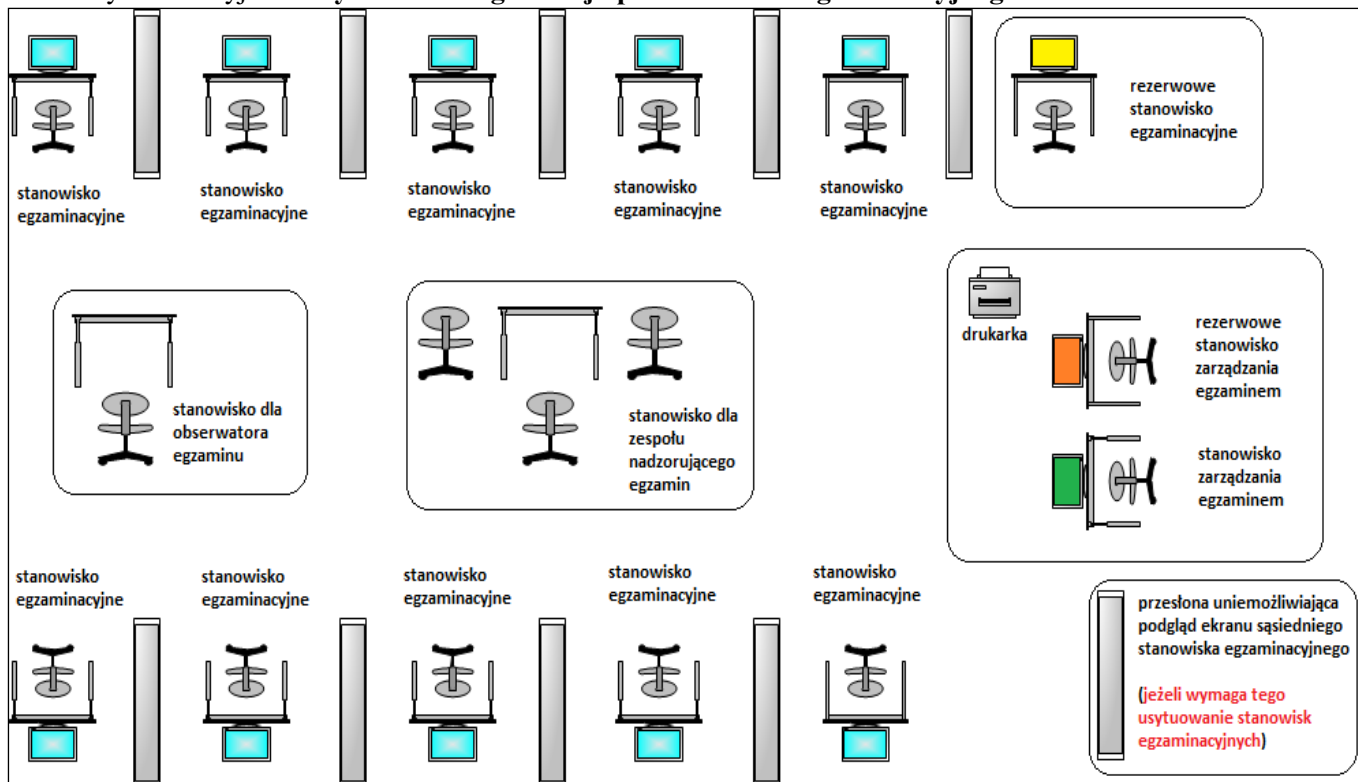 rezerwowe
stanowisko
egzaminacyjne
stanowisko
egzaminacyjne
stanowisko
egzaminacyjne
stanowisko
egzaminacyjne
stanowisko
egzaminacyjne
stanowisko
egzaminacyjne
stanowisko dla
obserwatora
egzaminu
stanowisko dla
zespołu
nadzorującego
egzamin
drukarka
rezerwowe
stanowisko
zarządzania
egzaminem
stanowisko
zarządzania
egzaminem
stanowisko
egzaminacyjne
stanowisko
egzaminacyjne
stanowisko
egzaminacyjne
stanowisko
egzaminacyjne
stanowisko
egzaminacyjne
przesłona uniemożliwiająca
podgląd ekranu sąsiedniego
stanowiska egzaminacyjnego
(jeżeli wymaga tego
usytuowanie stanowisk
egzaminacyjnych)